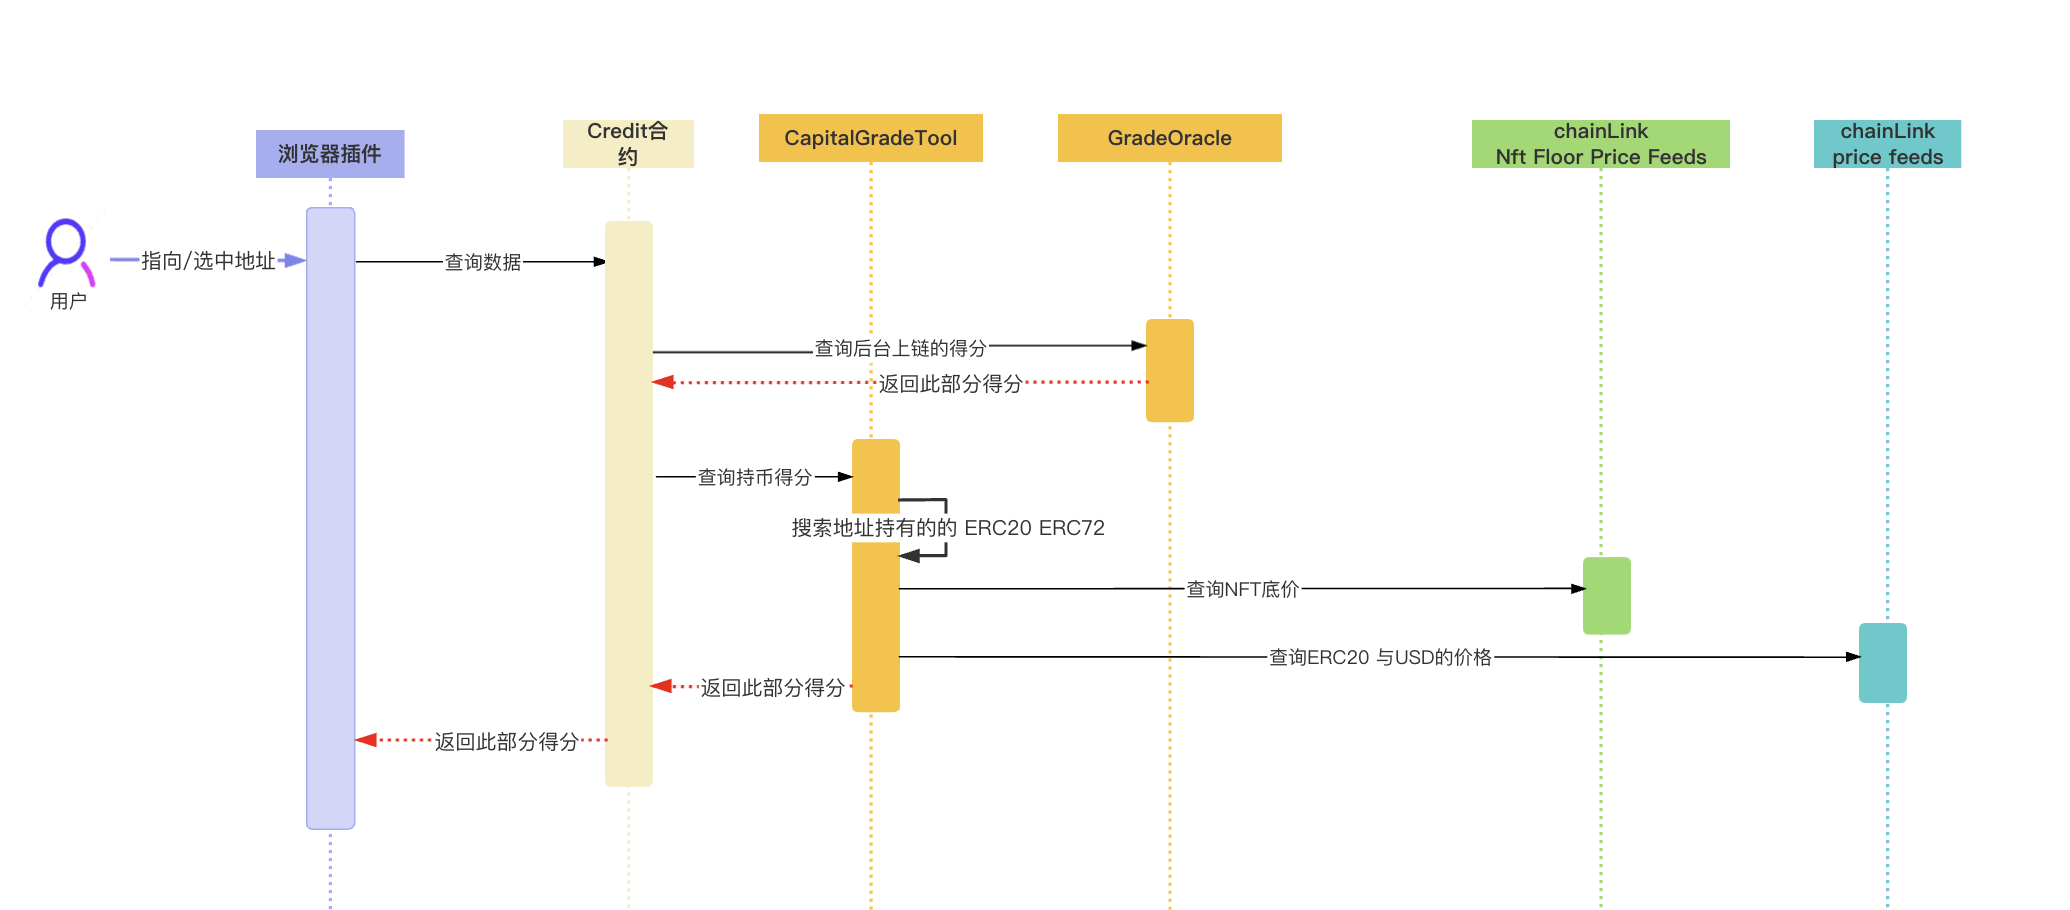 浏览器插件
Credit合
约
CapitalGradeTool
GradeOracle
chainLink
Nft Floor Price Feeds
chainLink
price feeds
用户
指向/选中地址
查询数据
查询后台上链的得分
返回此部分得分
查询持币得分
搜索地址持有的的 ERC20 ERC72
查询NFT底价
查询ERC20 与USD的价格
返回此部分得分
返回此部分得分